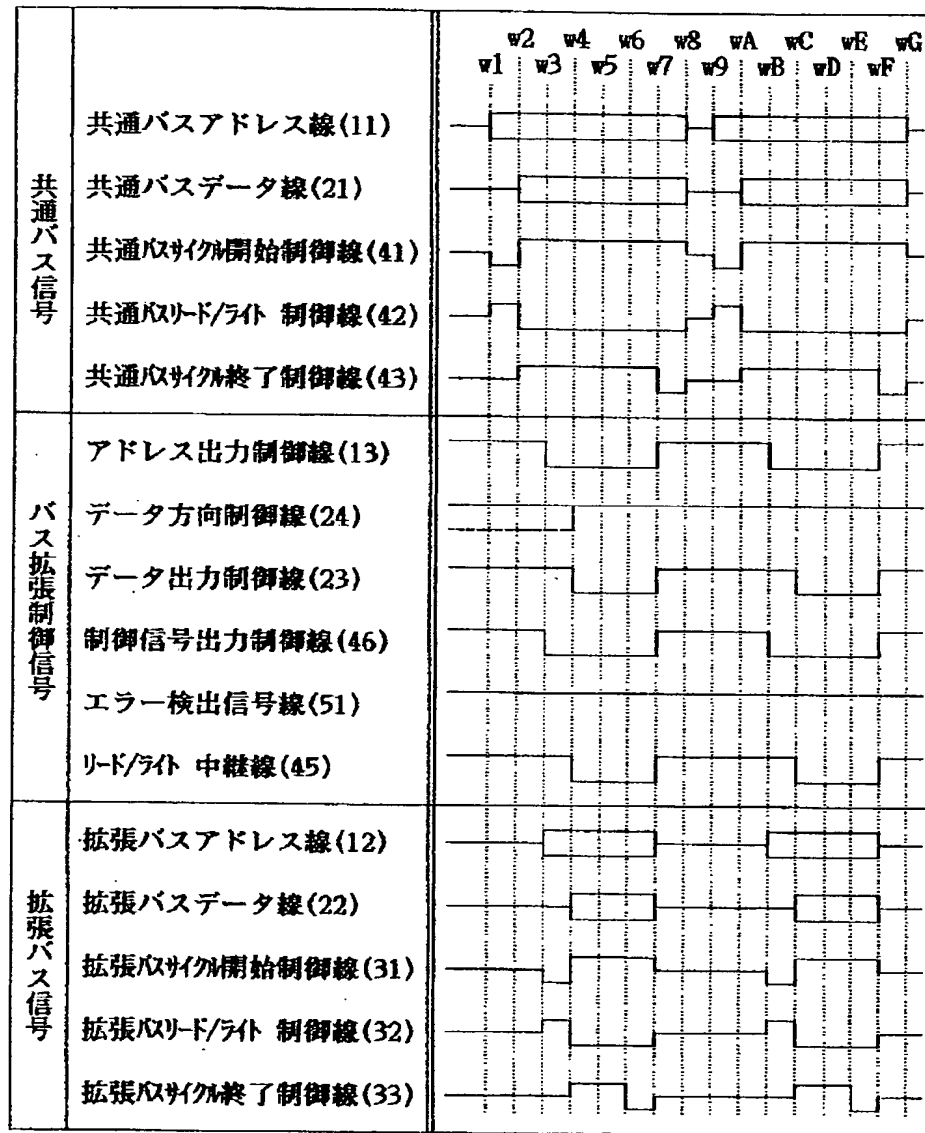 w2 w4 w6 w8 wA wC wE wG
w1 w3 w5 w7 w9 wB wD wF
共通バス信号
共通バスアドレス線(11)
共通バスデータ線(21)
共通バスサイクル開始制御線(41)
共通バスリード/ライト 制御線(42)
共通バスサイクル終了制御線(43)
バス拡張制御信号
アドレス出力制御線(13)
データ方向制御線(24)
データ出力制御線(23)
制御信号出力制御線(46)
エラー検出信号線(51)
リード/ライト 中継線(45)
拡張バス信号
拡張バスアドレス線(12)
拡張バスデータ線(22)
拡張バスサイクル開始制御線(31)
拡張バスリード/ライト 制御線(32)
拡張バスサイクル終了制御線(33)